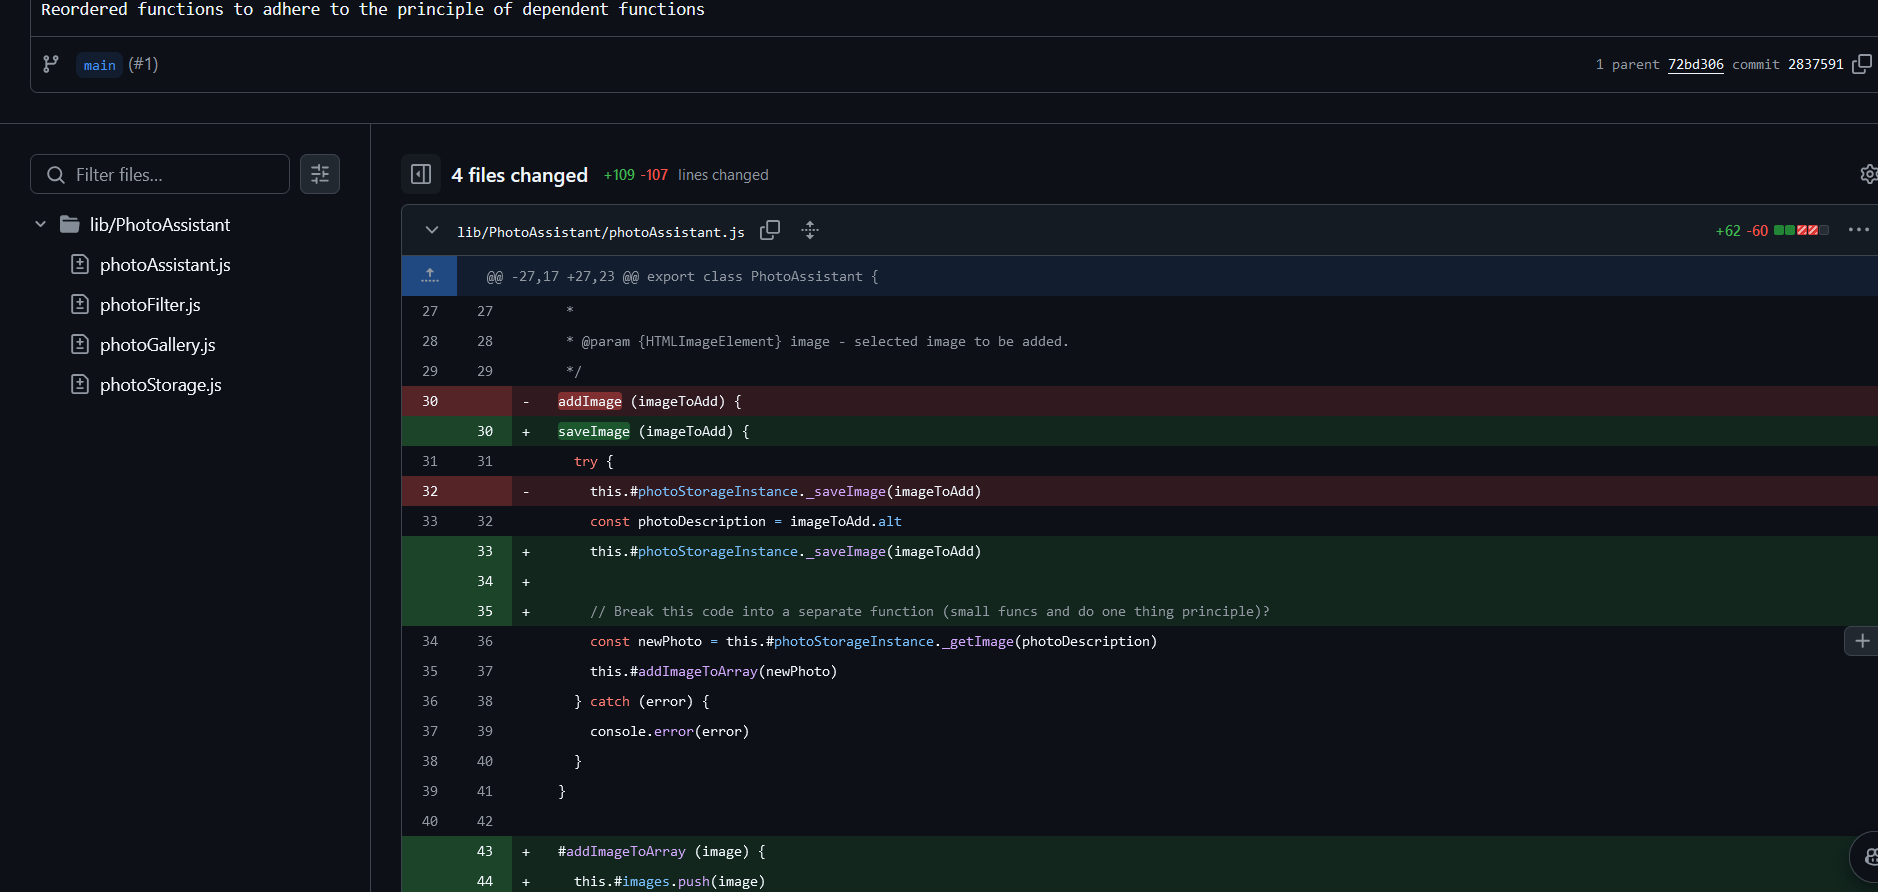 Reordered functions to adhere to the principle of dependent functions
main (#1)
1 parent 72bd306 commit 2837591
Filter files...
lib/PhotoAssistant
photoAssistant.js
photoFilter.js
photoGallery.js
photoStorage.js
4 files changed +109 -107 lines changed
lib/PhotoAssistant/photoAssistant.js +62 -60
@@ -27,17 +27,23 @@ export class PhotoAssistant {
27 27 *
28 28 * @param {HTMLImageElement} image - selected image to be added.
29 29 */
30 - addImage (imageToAdd) {
30 + saveImage (imageToAdd) {
31 31 try {
32 - this.#photoStorageInstance._saveImage(imageToAdd)
33 32 const photoDescription = imageToAdd.alt
33 + this.#photoStorageInstance._saveImage(imageToAdd)
34 +
35 + // Break this code into a separate function (small funcs and do one thing principle)?
34 36 const newPhoto = this.#photoStorageInstance._getImage(photoDescription)
35 37 this.#addImageToArray(newPhoto)
36 38 } catch (error) {
37 39 console.error(error)
38 40 }
39 41 }
40 42
43 + #addImageToArray (image) {
44 + this.#images.push(image)